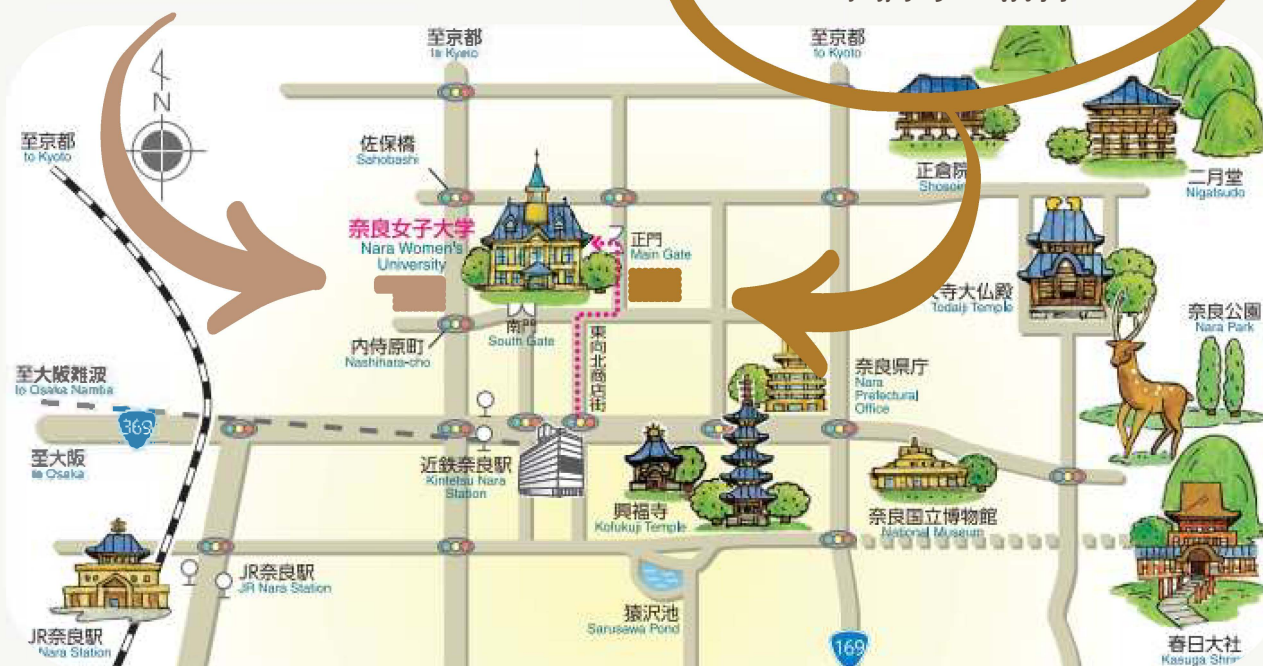 至京都
to Kyoto
至京都
to Kyoto
N
至京都
to Kyoto
佐保橋
Sahobashi
正倉院
二月堂
Nigatsudo
奈良女子大学
Nara Women's
University
正門
Main Gate
寺大仏殿
Todaiji Temple
奈良公園
Nara Park
内侍原町
Nashihara-cho
南門
South Gate
東向北商店街
奈良県庁
Nara
Prefectural
Office
至大阪難波
to Osaka Namba
369
至大阪
to Osaka
近鉄奈良駅
Kintetsu Nara
Station
興福寺
Kofukuji Temple
奈良国立博物館
National Museum
JR奈良駅
JR Nara Station
猿沢池
Sarusawa Pond
JR奈良駅
Nara Station
169
春日大社
Kasuga Shrin